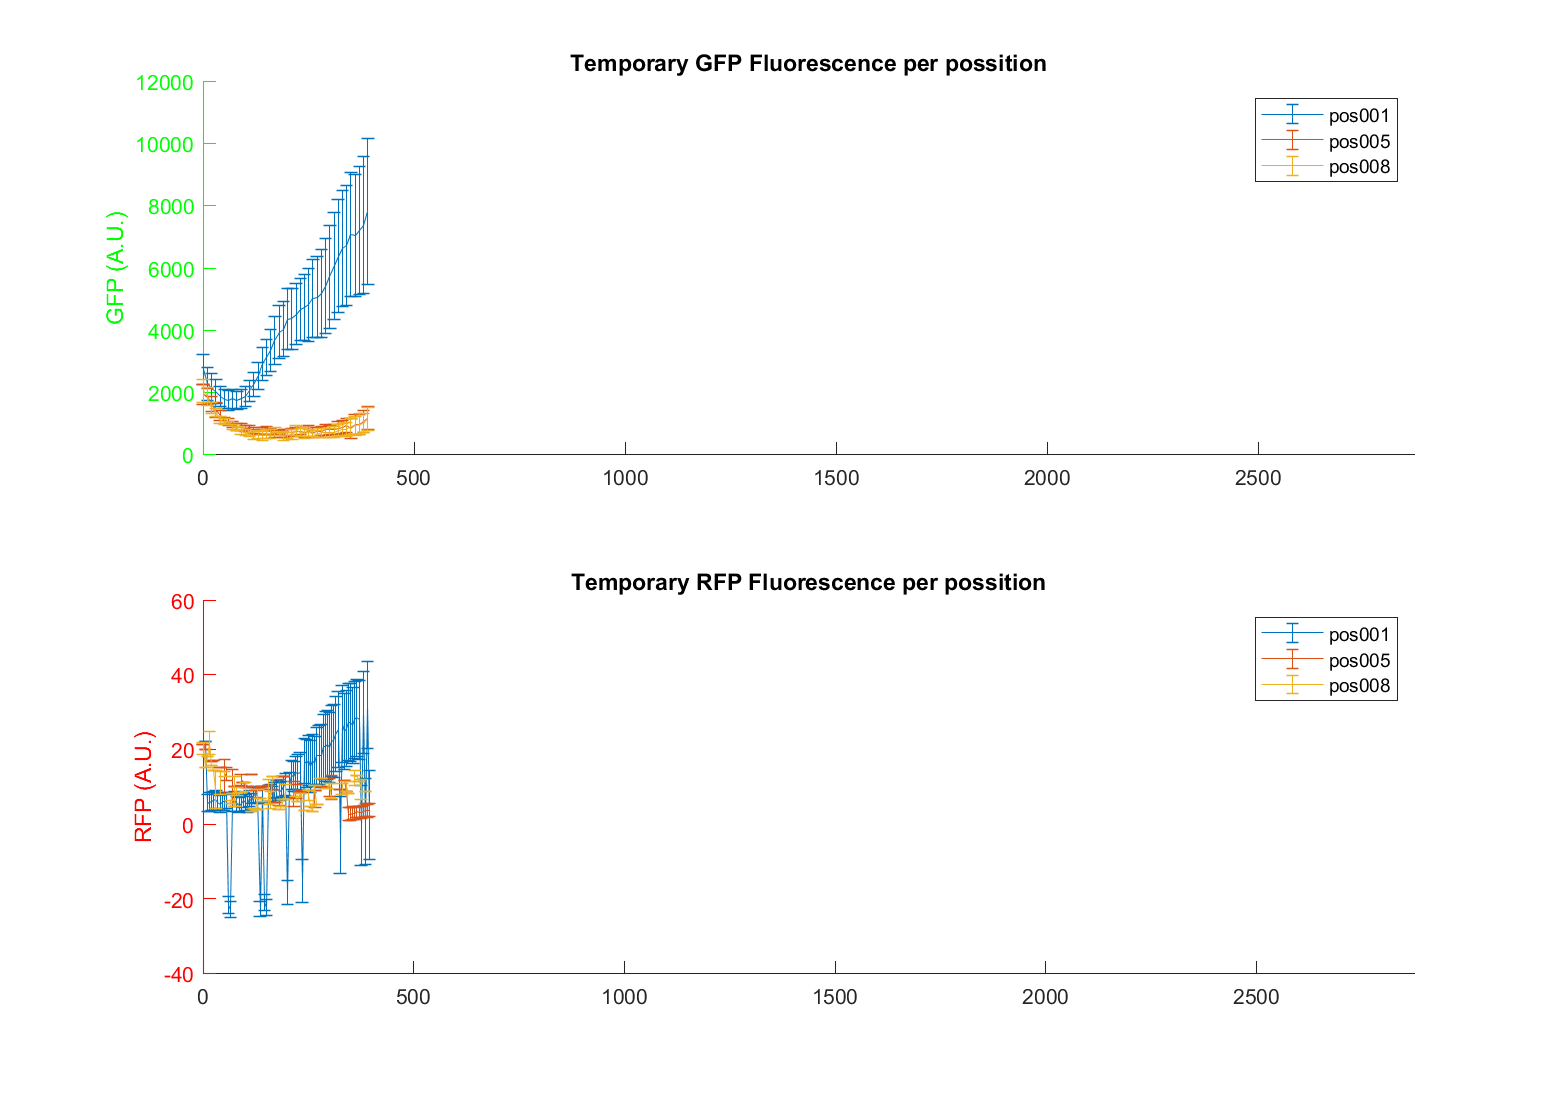 Temporary GFP Fluorescence per possition
12000
10000
8000
6000
4000
2000
0
GFP (A.U.)
pos001
pos005
pos008
0 500 1000 1500 2000 2500
Temporary RFP Fluorescence per possition
60
40
20
0
-20
-40
RFP (A.U.)
pos001
pos005
pos008
0 500 1000 1500 2000 2500